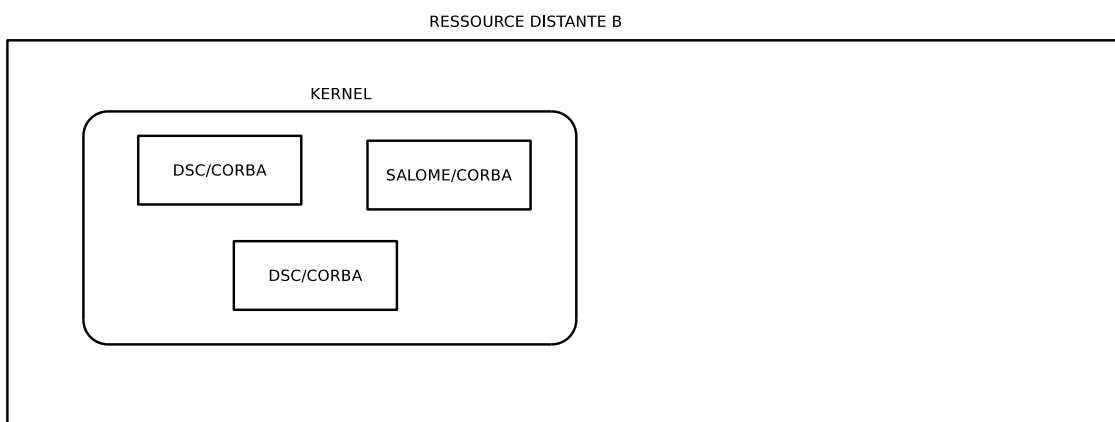 RESSOURCE DISTANTE B
KERNEL
DSC/CORBA
SALOME/CORBA
DSC/CORBA